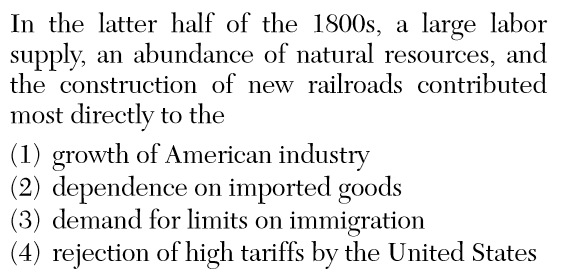 In the latter half of the 1800s, a large labor
supply, an abundance of natural resources, and
the construction of new railroads contributed
most directly to the
(1) growth of American industry
(2) dependence on imported goods
(3) demand for limits on immigration
(4) rejection of high tariffs by the United States